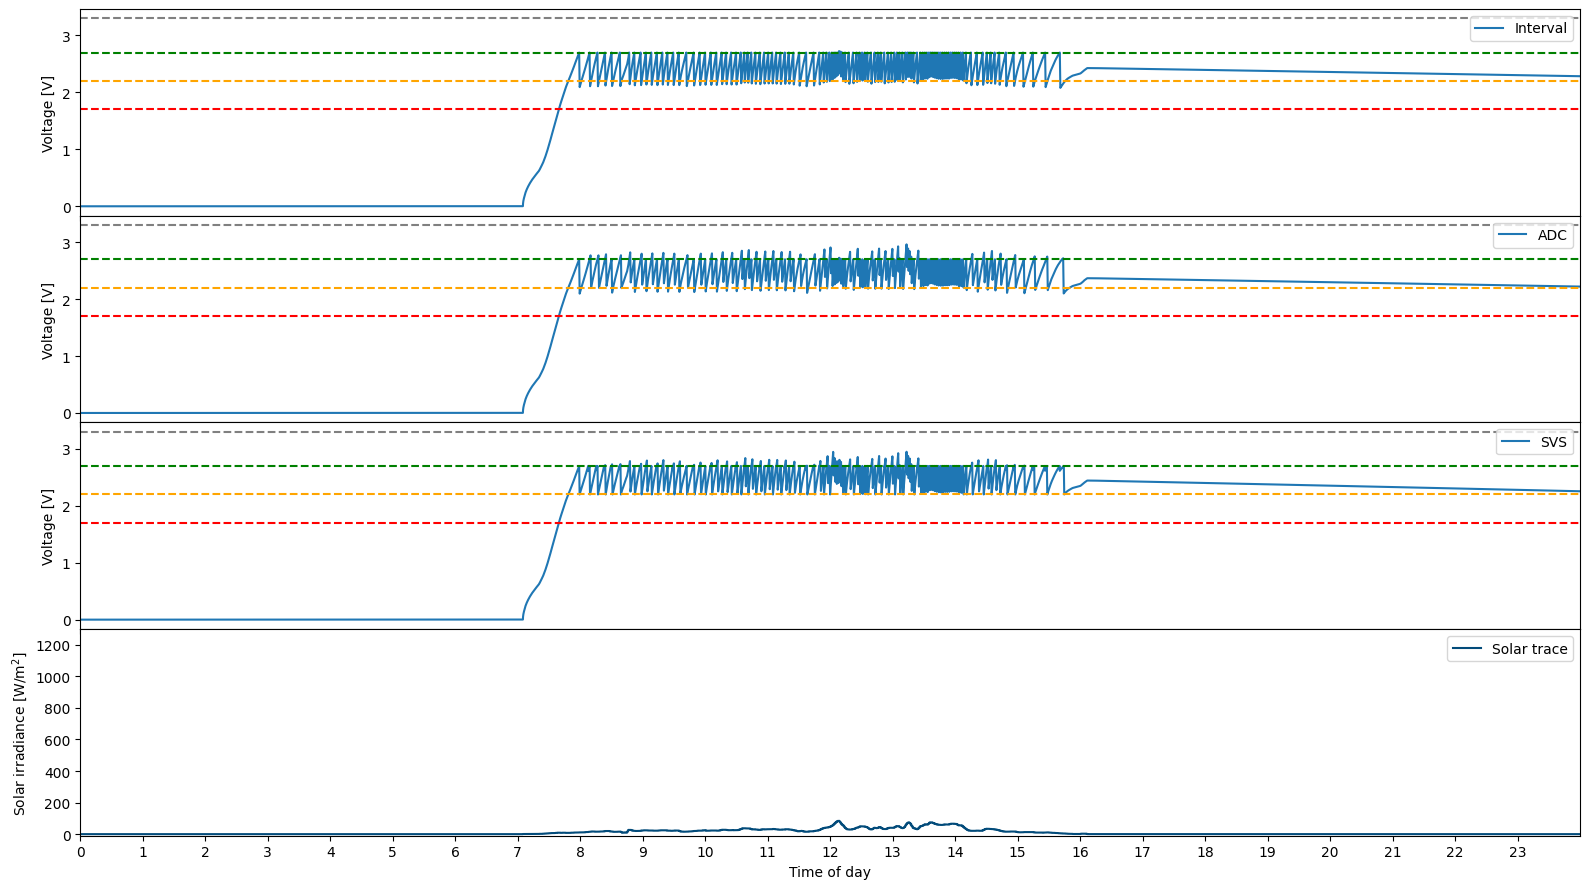 Interval
Voltage [V]
3
2
1
0
ADC
Voltage [V]
3
2
1
0
SVS
Voltage [V]
3
2
1
0
Solar trace
Solar irradiance [W/m²]
1200
1000
800
600
400
200
0
0 1 2 3 4 5 6 7 8 9 10 11 12 13 14 15 16 17 18 19 20 21 22 23
Time of day